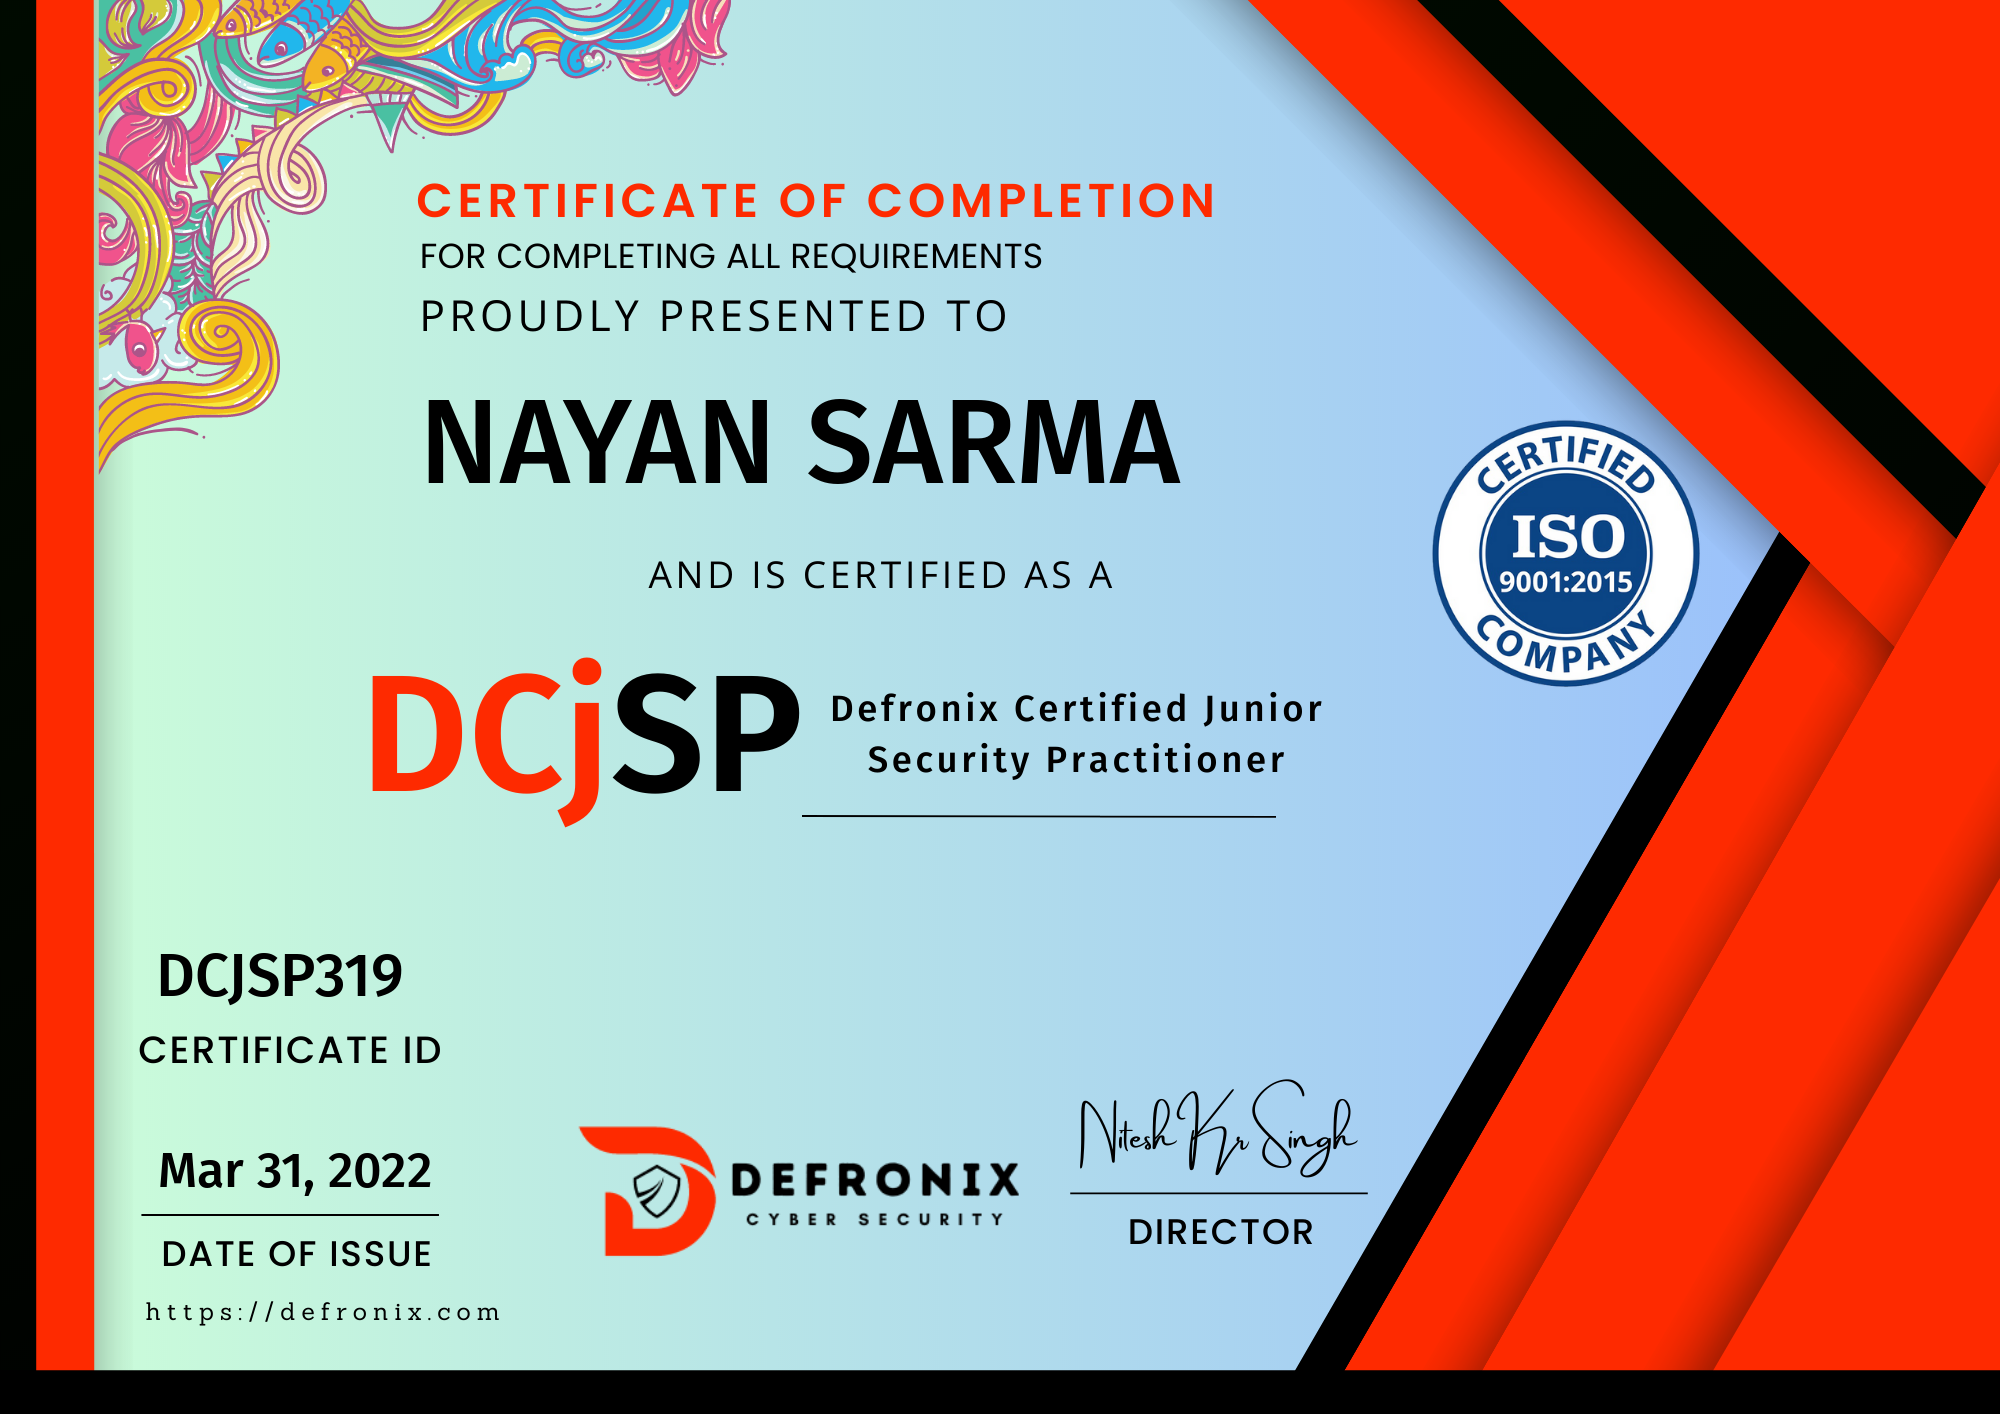 CERTIFICATE OF COMPLETION
FOR COMPLETING ALL REQUIREMENTS
PROUDLY PRESENTED TO
NAYAN SARMA
AND IS CERTIFIED AS A
CERTIFIED
ISO
9001:2015
COMPANY
DCjSP
Defronix Certified Junior
Security Practitioner
DCJSP319
CERTIFICATE ID
Mar 31, 2022
DATE OF ISSUE
https://defronix.com
DEFRONIX
CYBER SECURITY
Nitesh Kr Singh
DIRECTOR